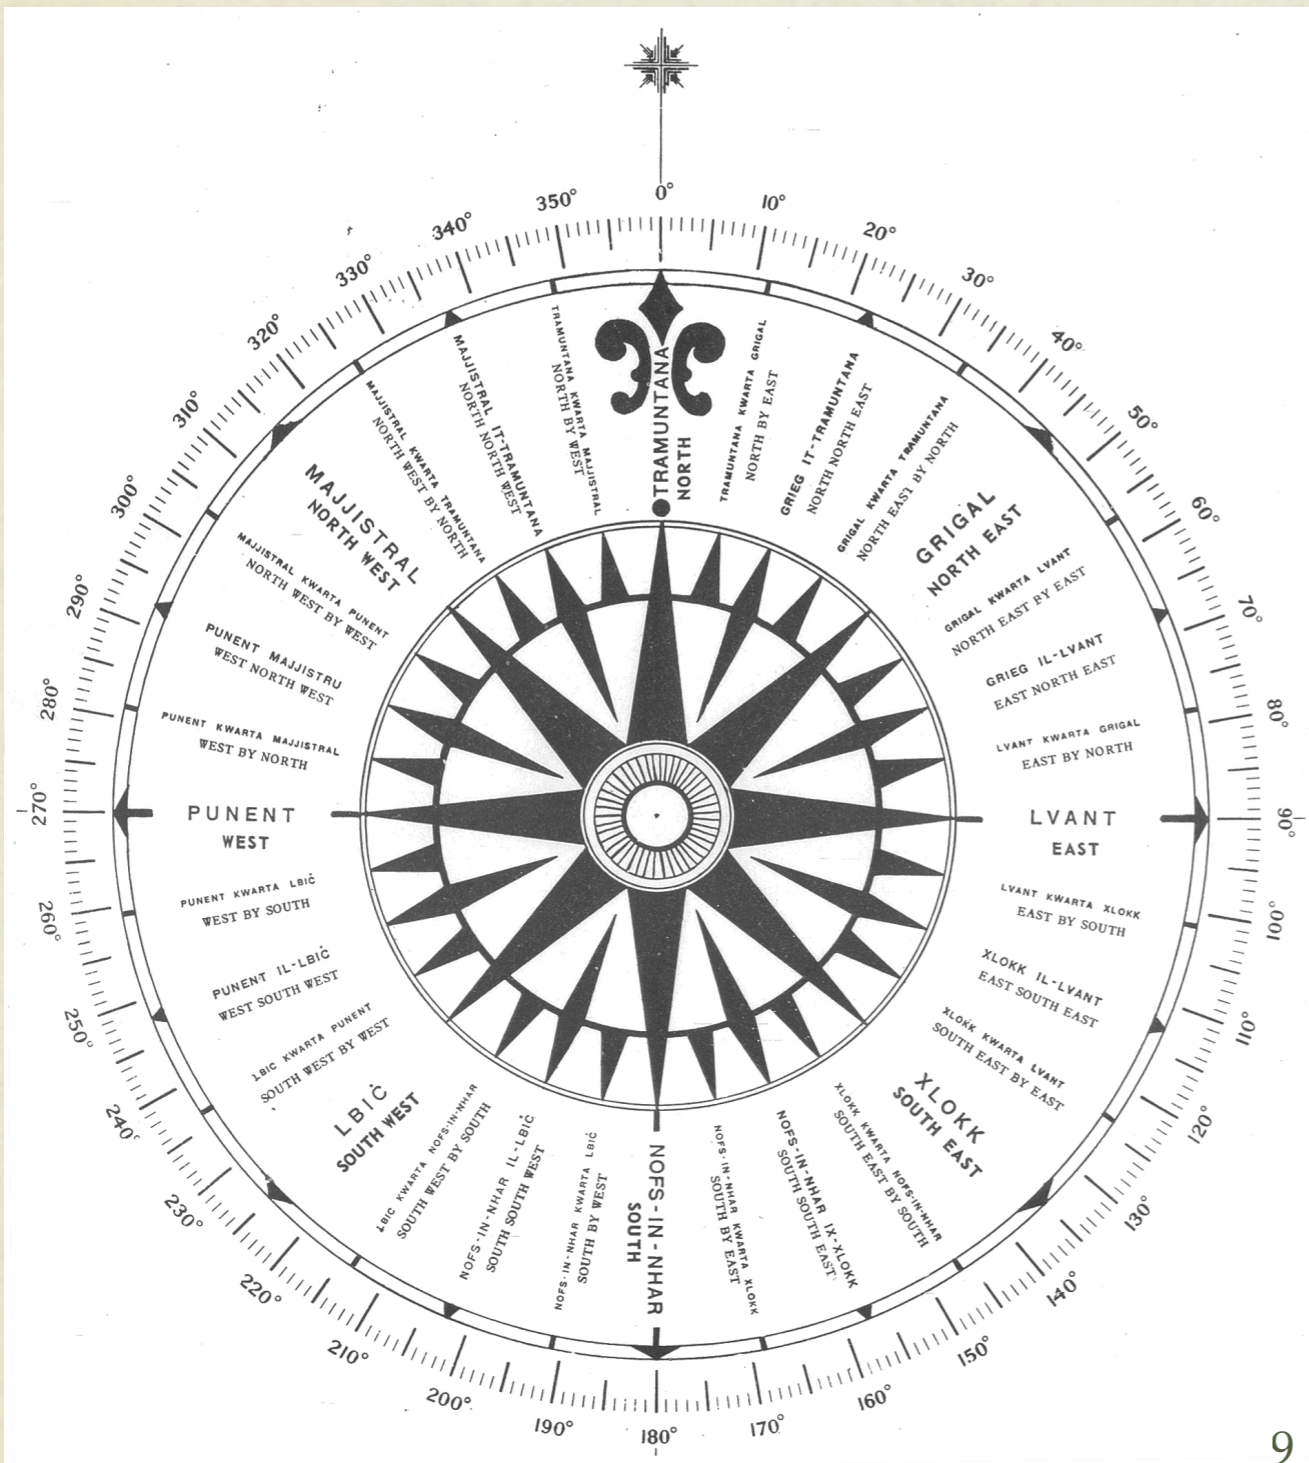 0°
10°
20°
30°
40°
50°
60°
70°
80°
90°
100°
110°
120°
130°
140°
150°
160°
170°
180°
190°
200°
210°
220°
230°
240°
250°
260°
270°
280°
290°
300°
310°
320°
330°
340°
350°
TRAMUNTANA
NORTH
TRAMUNTANA KWARTA GRIGAL
NORTH BY EAST
GRIEG IT-TRAMUNTANA
NORTH NORTH EAST
GRIGAL KWARTA TRAMUNTANA
NORTH EAST BY NORTH
GRIGAL
NORTH EAST
GRIGAL KWARTA LVANT
NORTH EAST BY EAST
GRIEG IL-LVANT
EAST NORTH EAST
LVANT KWARTA GRIGAL
EAST BY NORTH
LVANT
EAST
LVANT KWARTA XLOKK
EAST BY SOUTH
XLOKK IL-LVANT
EAST SOUTH EAST
XLOKK KWARTA LVANT
SOUTH EAST BY EAST
XLOKK
SOUTH EAST
XLOKK KWARTA NOFS-IN-NHAR
SOUTH EAST BY SOUTH
NOFS-IN-NHAR IX-XLOKK
SOUTH SOUTH EAST
NOFS-IN-NHAR KWARTA XLOKK
SOUTH BY EAST
NOFS-IN-NHAR
SOUTH
NOFS-IN-NHAR KWARTA LBIĊ
SOUTH BY WEST
NOFS-IN-NHAR IL-LBIĊ
SOUTH SOUTH WEST
LBIC KWARTA NOFS-IN-NHAR
SOUTH WEST BY SOUTH
LBIĊ
SOUTH WEST
LBIC KWARTA PUNENT
SOUTH WEST BY WEST
PUNENT IL-LBIĊ
WEST SOUTH WEST
PUNENT KWARTA LBIĊ
WEST BY SOUTH
PUNENT
WEST
PUNENT KWARTA MAJJISTRAL
WEST BY NORTH
PUNENT MAJJISTRU
WEST NORTH WEST
MAJJISTRAL KWARTA PUNENT
NORTH WEST BY WEST
MAJJISTRAL
NORTH WEST
MAJJISTRAL KWARTA TRAMUNTANA
NORTH WEST BY NORTH
MAJJISTRAL IT-TRAMUNTANA
NORTH NORTH WEST
TRAMUNTANA KWARTA MAJJISTRAL
NORTH BY WEST
9